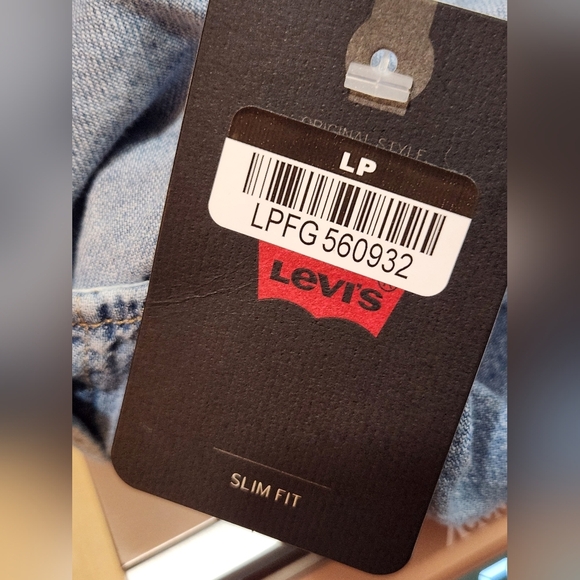 ORIGINAL STYLE
LP
LPFG 560932
Levi's®
SLIM FIT